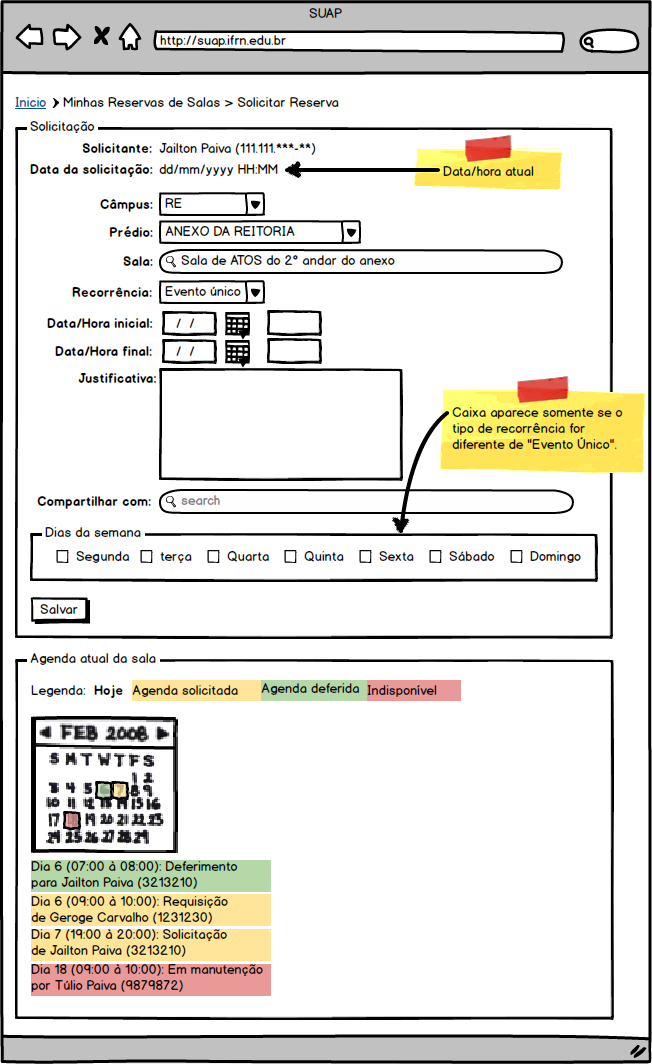 SUAP
http://suap.ifrn.edu.br
Inicio > Minhas Reservas de Salas > Solicitar Reserva
Solicitação
Solicitante: Jailton Paiva (111.111.***-**)
Data da solicitação: dd/mm/yyyy HH:MM
Data/hora atual
Câmpus: RE
Prédio: ANEXO DA REITORIA
Sala: Sala de ATOS do 2° andar do anexo
Recorrência: Evento único
Data/Hora inicial: / /
Data/Hora final: / /
Justificativa:
Caixa aparece somente se o
tipo de recorrência for
diferente de "Evento Único".
Compartilhar com: search
Dias da semana
Segunda terça Quarta Quinta Sexta Sábado Domingo
Salvar
Agenda atual da sala
Legenda: Hoje Agenda solicitada Agenda deferida Indisponível
FEB 2008
S M T W T F S
1 2
3 4 5 6 7 8 9
10 11 12 13 14 15 16
17 18 19 20 21 22 23
24 25 26 27 28 29
Dia 6 (07:00 à 08:00): Deferimento
para Jailton Paiva (3213210)
Dia 6 (09:00 à 10:00): Requisição
de Geroge Carvalho (1231230)
Dia 7 (19:00 à 20:00): Solicitação
de Jailton Paiva (3213210)
Dia 18 (09:00 à 10:00): Em manutenção
por Túlio Paiva (9879872)